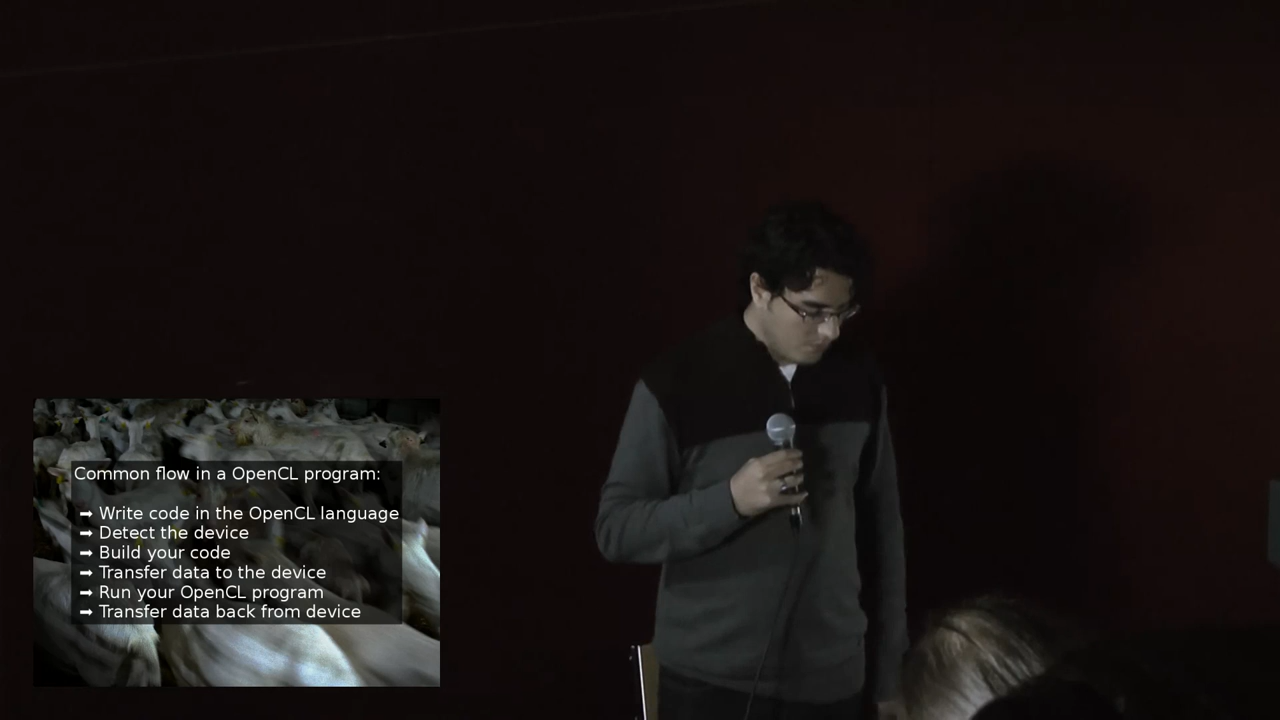 Common flow in a OpenCL program:
➡ Write code in the OpenCL language
➡ Detect the device
➡ Build your code
➡ Transfer data to the device
➡ Run your OpenCL program
➡ Transfer data back from device